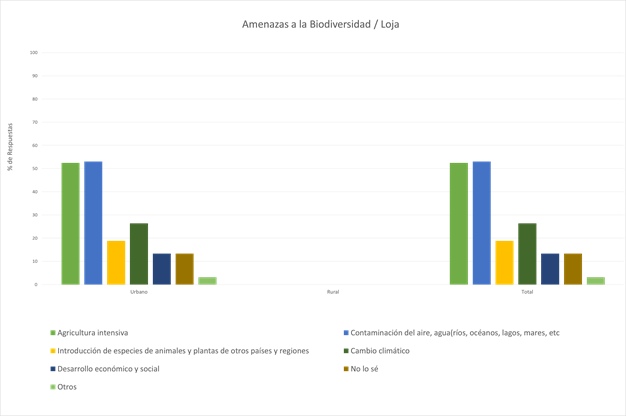 Amenazas a la Biodiversidad / Loja
% de Respuestas
100
90
80
70
60
50
40
30
20
10
0
Urbano
Rural
Total
Agricultura intensiva
Contaminación del aire, agua(ríos, océanos, lagos, mares, etc
Introducción de especies de animales y plantas de otros países y regiones
Cambio climático
Desarrollo económico y social
No lo sé
Otros